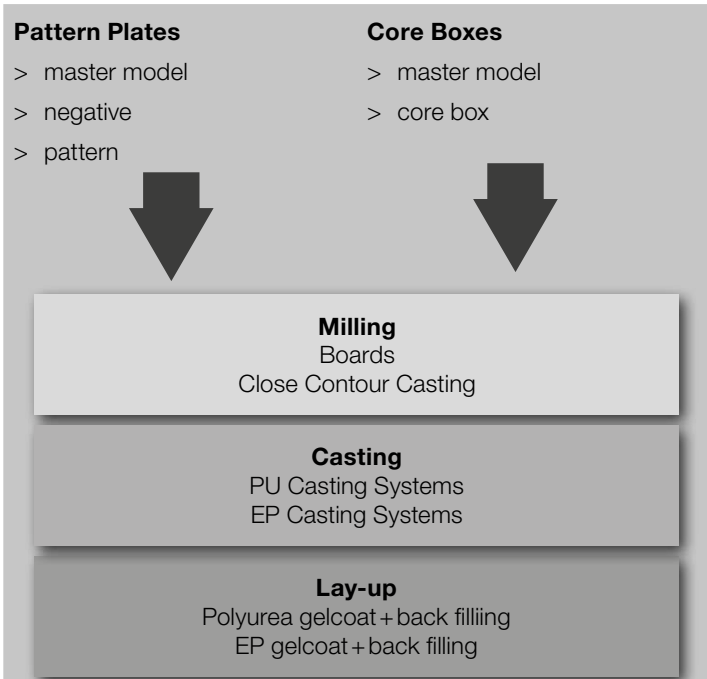 Pattern Plates
> master model
> negative
> pattern
Core Boxes
> master model
> core box
Milling
Boards
Close Contour Casting
Casting
PU Casting Systems
EP Casting Systems
Lay-up
Polyurea gelcoat + back filliing
EP gelcoat + back filling